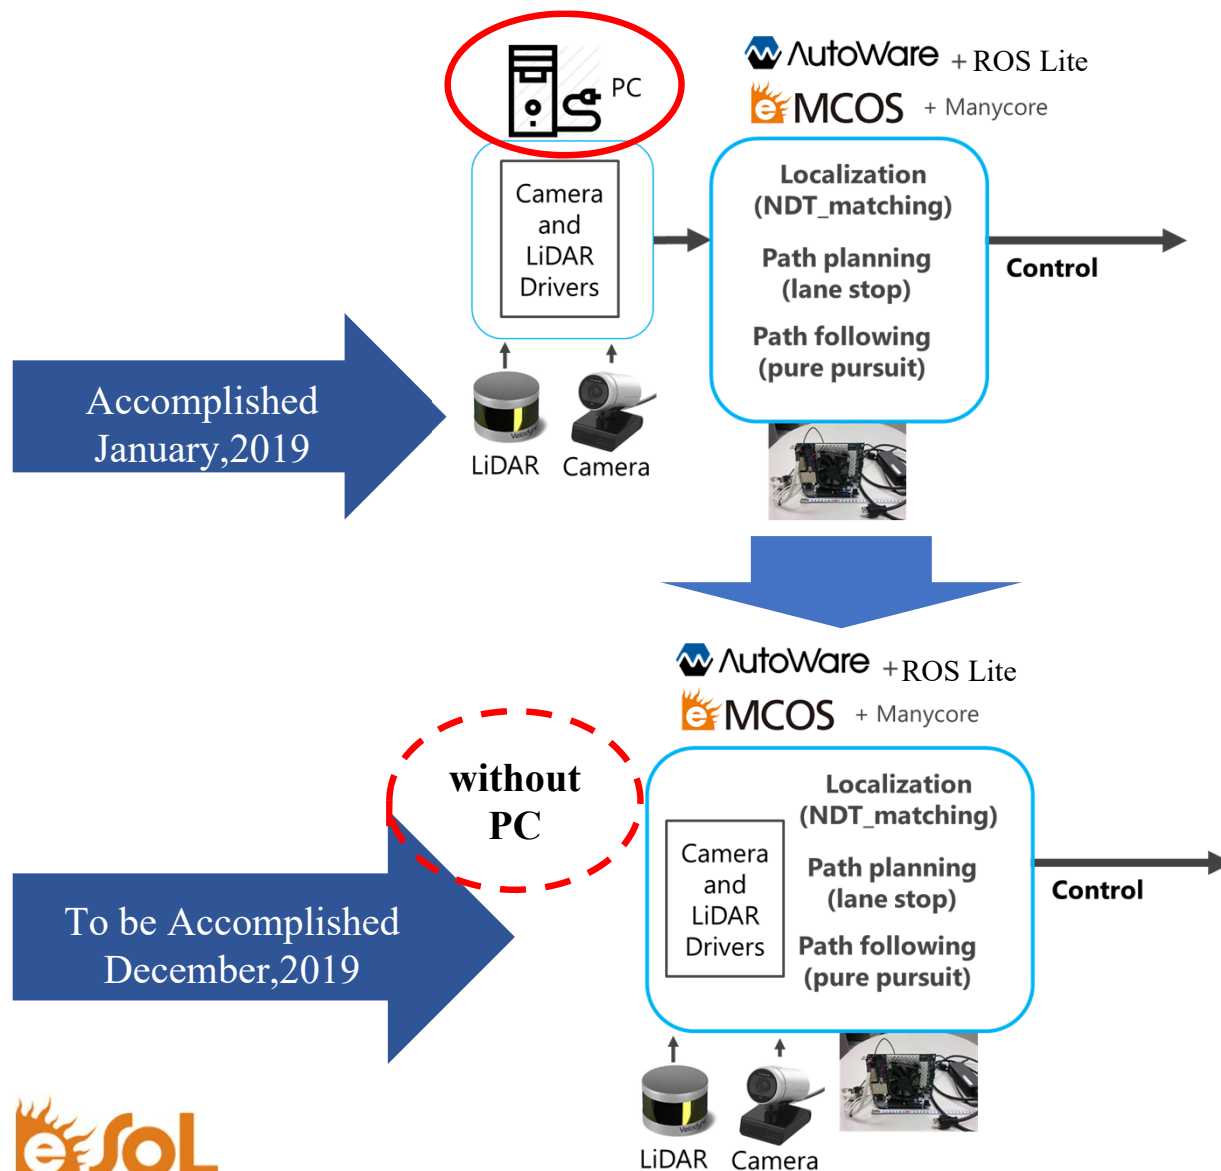 PC
AutoWare + ROS Lite
eMCOS + Manycore
Camera
and
LiDAR
Drivers
Localization
(NDT_matching)
Path planning
(lane stop)
Path following
(pure pursuit)
Control
Accomplished
January,2019
Velodyne
LiDAR
Camera
AutoWare +ROS Lite
eMCOS + Manycore
without
PC
Camera
and
LiDAR
Drivers
Localization
(NDT_matching)
Path planning
(lane stop)
Path following
(pure pursuit)
Control
To be Accomplished
December,2019
Velodyne
LiDAR
Camera
eSOL